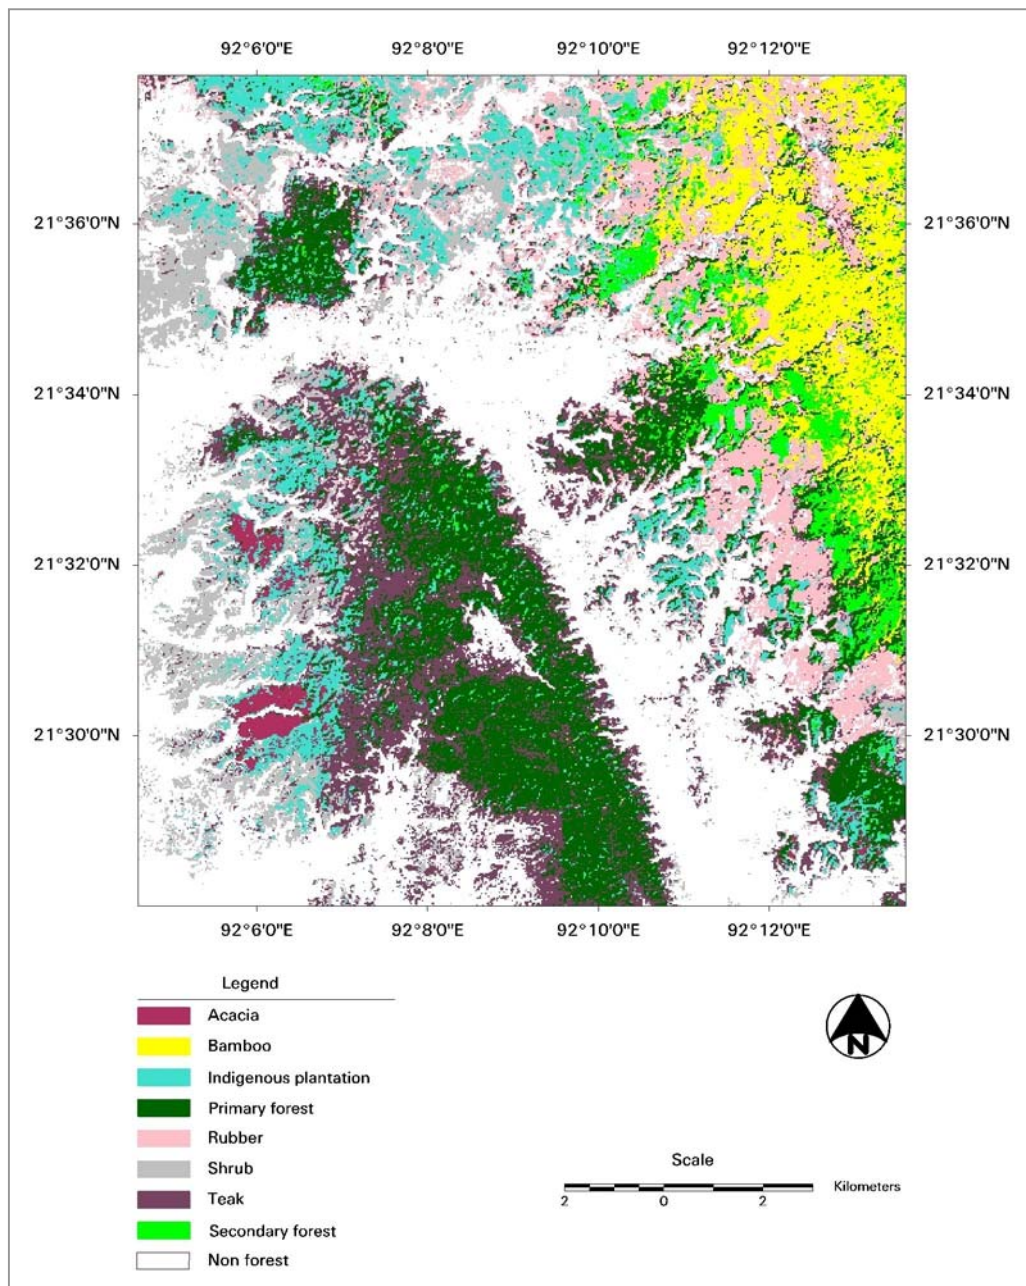 92°6'0"E 92°8'0"E 92°10'0"E 92°12'0"E
21°36'0"N 21°36'0"N
21°34'0"N 21°34'0"N
21°32'0"N 21°32'0"N
21°30'0"N 21°30'0"N
92°6'0"E 92°8'0"E 92°10'0"E 92°12'0"E
Legend
Acacia
Bamboo
Indigenous plantation
Primary forest
Rubber
Shrub
Teak
Secondary forest
Non forest
N
Scale
Kilometers
2 0 2